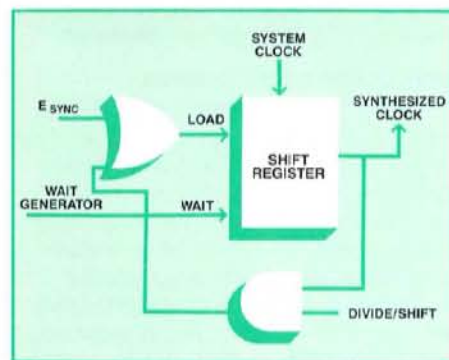 SYSTEM
CLOCK
SYNTHESIZED
CLOCK
E SYNC
LOAD
SHIFT
REGISTER
WAIT
GENERATOR
WAIT
DIVIDE/SHIFT